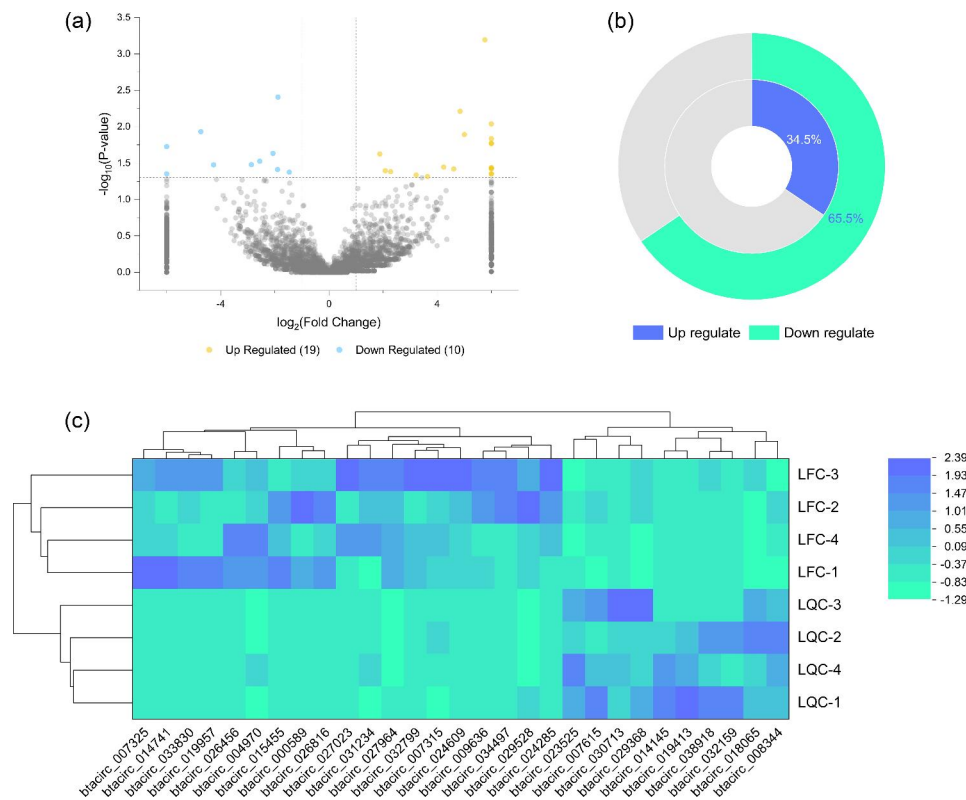 (a)
3.5
3.0
2.5
2.0
1.5
1.0
0.5
0.0
-log10(P-value)
-4
0
4
log2(Fold Change)
Up Regulated (19)
Down Regulated (10)
(b)
34.5%
65.5%
Up regulate
Down regulate
(c)
LFC-3
LFC-2
LFC-4
LFC-1
LQC-3
LQC-2
LQC-4
LQC-1
2.39
1.93
1.47
1.01
0.55
0.09
-0.37
-0.83
-1.29
btacirc_007325
btacirc_014741
btacirc_033830
btacirc_019957
btacirc_026456
btacirc_004970
btacirc_015455
btacirc_000589
btacirc_026816
btacirc_027023
btacirc_031234
btacirc_027964
btacirc_032799
btacirc_007315
btacirc_024609
btacirc_009636
btacirc_034497
btacirc_029528
btacirc_024285
btacirc_023525
btacirc_007615
btacirc_030713
btacirc_029368
btacirc_014145
btacirc_019413
btacirc_038918
btacirc_032159
btacirc_018065
btacirc_008344